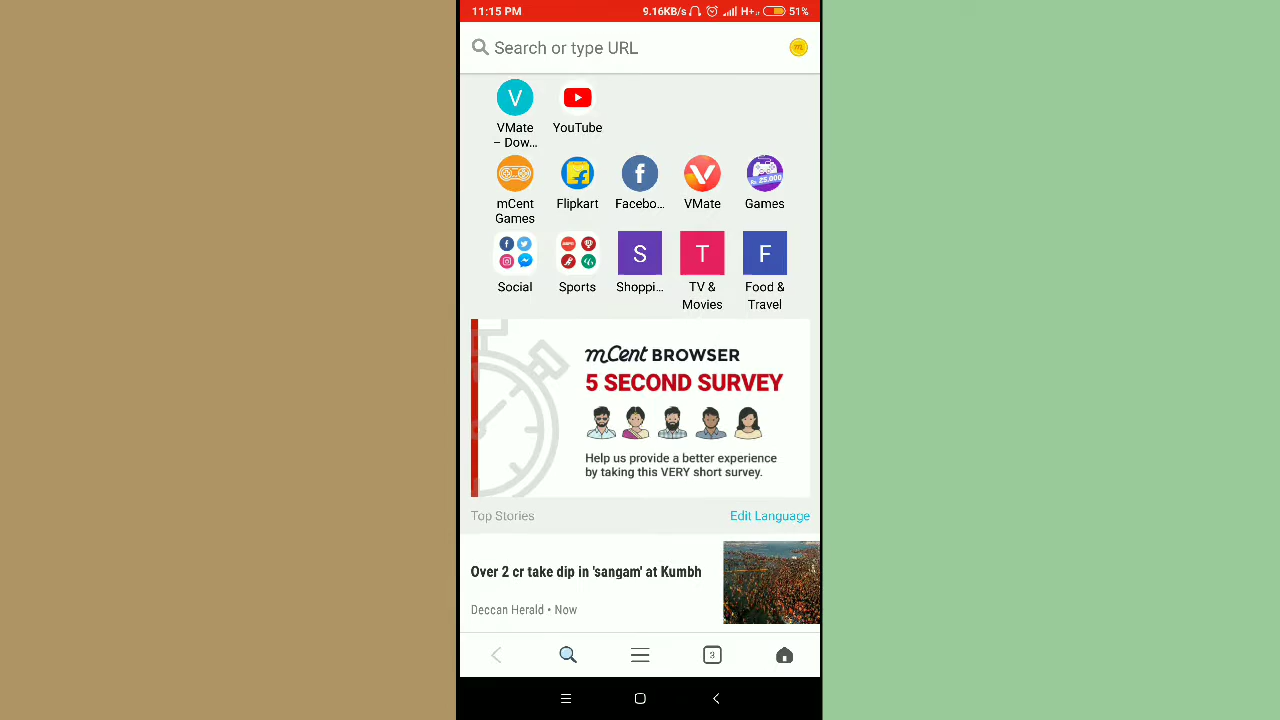 11:15 PM 9.16KB/s H+ 51%
Search or type URL
m
V
VMate
– Dow...
YouTube
mCent
Games
Flipkart
f
Facebo...
VMate
Rs 25,000
Games
Social
Sports
S
Shoppi...
T
TV &
Movies
F
Food &
Travel
mCent BROWSER
5 SECOND SURVEY
Help us provide a better experience
by taking this VERY short survey.
Top Stories
Edit Language
Over 2 cr take dip in 'sangam' at Kumbh
Deccan Herald • Now
3